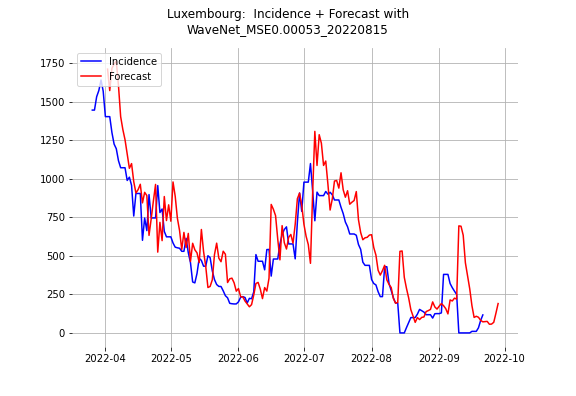 Luxembourg:  Incidence + Forecast with
WaveNet_MSE0.00053_20220815
Incidence
Forecast
1750
1500
1250
1000
750
500
250
0
2022-04 2022-05 2022-06 2022-07 2022-08 2022-09 2022-10